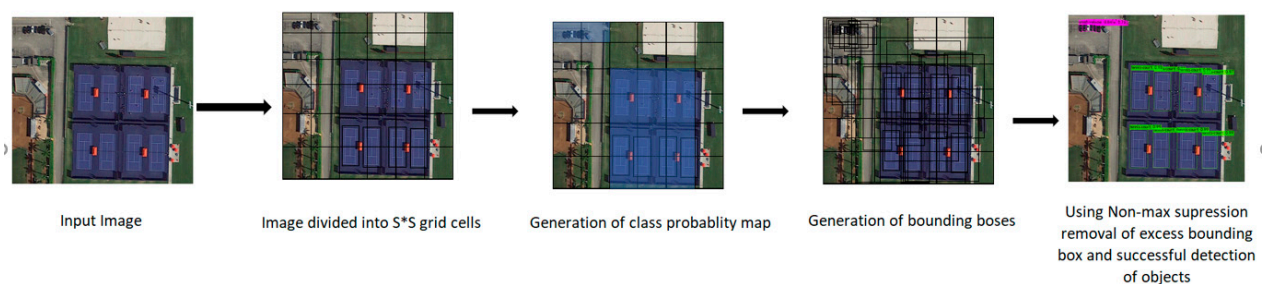 Input Image
Image divided into S*S grid cells
Generation of class probablity map
Generation of bounding boses
Using Non-max supression
removal of excess bounding
box and successful detection
of objects